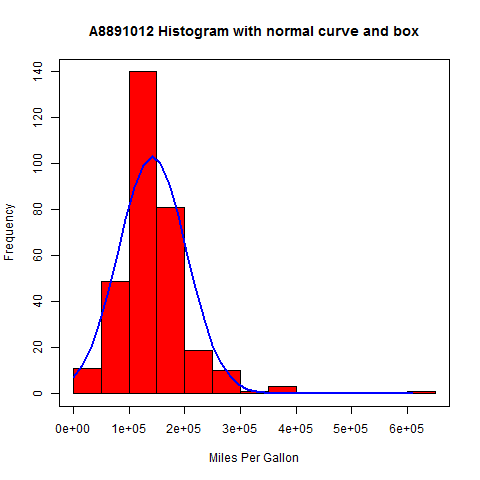 A8891012 Histogram with normal curve and box
Frequency
140
120
100
80
60
40
20
0
0e+00 1e+05 2e+05 3e+05 4e+05 5e+05 6e+05
Miles Per Gallon